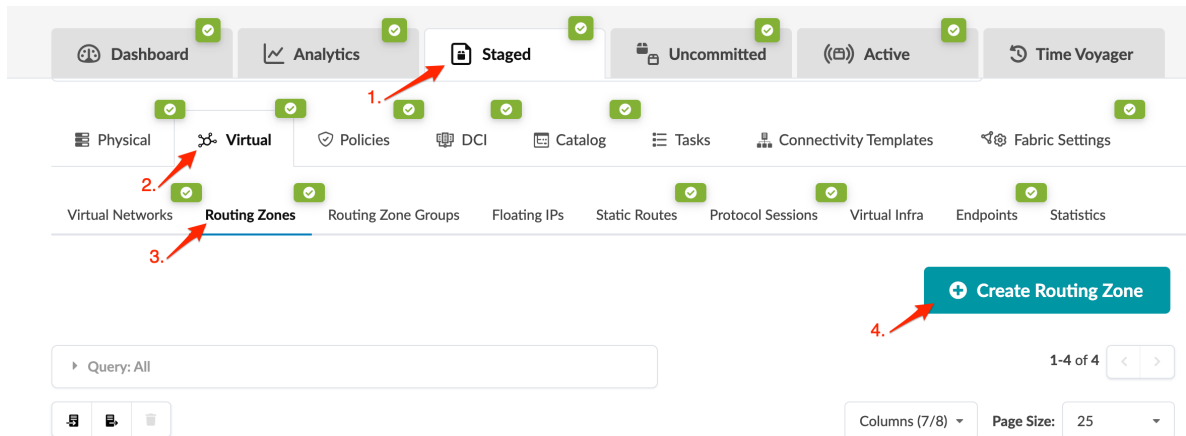 Dashboard Analytics Staged Uncommitted Active Time Voyager
1.
Physical Virtual Policies DCI Catalog Tasks Connectivity Templates Fabric Settings
2.
Virtual Networks Routing Zones Routing Zone Groups Floating IPs Static Routes Protocol Sessions Virtual Infra Endpoints Statistics
3.
Create Routing Zone
4.
Query: All 1-4 of 4
Columns (7/8) Page Size: 25